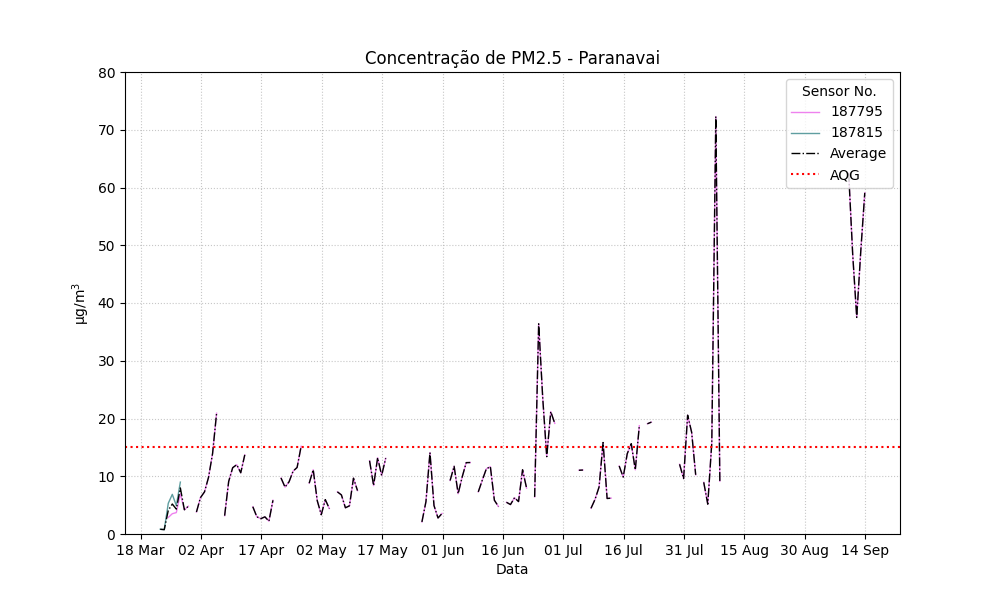 Concentração de PM2.5 - Paranavai
80
70
60
50
40
30
20
10
0
µg/m³
Sensor No.
187795
187815
Average
AQG
18 Mar 02 Apr 17 Apr 02 May 17 May 01 Jun 16 Jun 01 Jul 16 Jul 31 Jul 15 Aug 30 Aug 14 Sep
Data